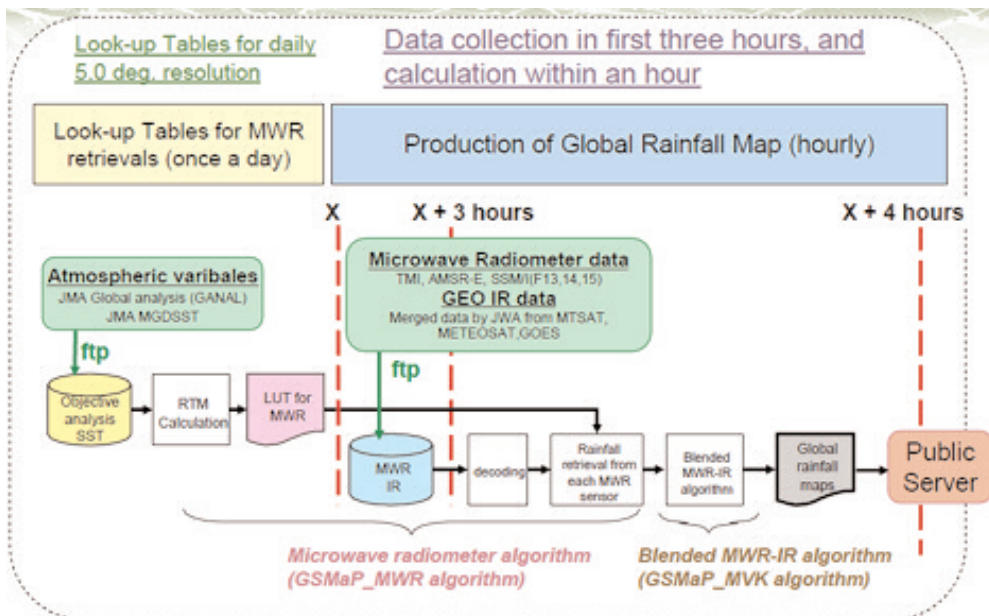 Look-up Tables for daily
5.0 deg. resolution
Data collection in first three hours, and
calculation within an hour
Look-up Tables for MWR
retrievals (once a day)
Production of Global Rainfall Map (hourly)
X
X + 3 hours
X + 4 hours
Atmospheric varibales
JMA Global analysis (GANAL)
JMA MGDSST
Microwave Radiometer data
TMI, AMSR-E, SSM/I(F13,14,15)
GEO IR data
Merged data by JWA from MTSAT,
METEOSAT,GOES
ftp
ftp
Objective
analysis
SST
RTM
Calculation
LUT for
MWR
MWR
IR
decoding
Rainfall
retrieval from
each MWR
sensor
Blended
MWR-IR
algorithm
Global
rainfall
maps
Public
Server
Microwave radiometer algorithm
(GSMaP_MWR algorithm)
Blended MWR-IR algorithm
(GSMaP_MVK algorithm)